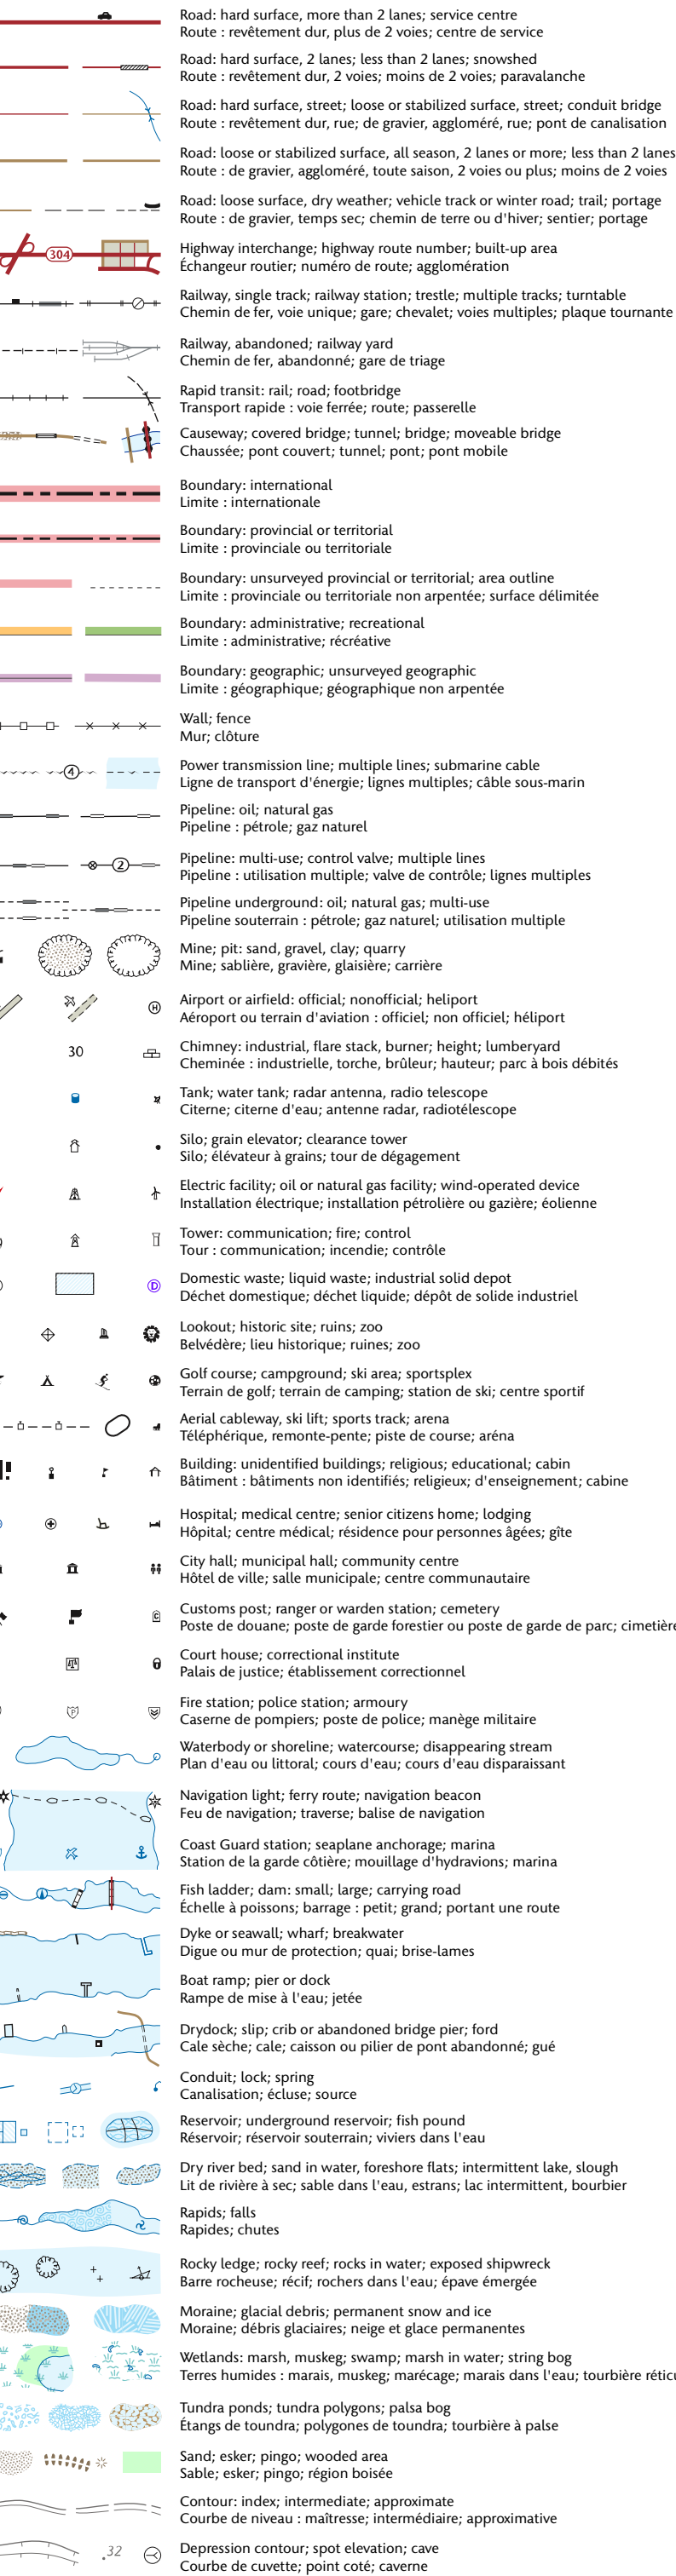 Road: hard surface, more than 2 lanes; service centre
Route : revêtement dur, plus de 2 voies; centre de service
Road: hard surface, 2 lanes; less than 2 lanes; snowshed
Route : revêtement dur, 2 voies; moins de 2 voies; paravalanche
Road: hard surface, street; loose or stabilized surface, street; conduit bridge
Route : revêtement dur, rue; de gravier, aggloméré, rue; pont de canalisation
Road: loose or stabilized surface, all season, 2 lanes or more; less than 2 lanes
Route : de gravier, aggloméré, toute saison, 2 voies ou plus; moins de 2 voies
Road: loose surface, dry weather; vehicle track or winter road; trail; portage
Route : de gravier, temps sec; chemin de terre ou d'hiver; sentier; portage
304
Highway interchange; highway route number; built-up area
Échangeur routier; numéro de route; agglomération
Railway, single track; railway station; trestle; multiple tracks; turntable
Chemin de fer, voie unique; gare; chevalet; voies multiples; plaque tournante
Railway, abandoned; railway yard
Chemin de fer, abandonné; gare de triage
Rapid transit: rail; road; footbridge
Transport rapide : voie ferrée; route; passerelle
Causeway; covered bridge; tunnel; bridge; moveable bridge
Chaussée; pont couvert; tunnel; pont; pont mobile
Boundary: international
Limite : internationale
Boundary: provincial or territorial
Limite : provinciale ou territoriale
Boundary: unsurveyed provincial or territorial; area outline
Limite : provinciale ou territoriale non arpentée; surface délimitée
Boundary: administrative; recreational
Limite : administrative; récréative
Boundary: geographic; unsurveyed geographic
Limite : géographique; géographique non arpentée
Wall; fence
Mur; clôture
4
Power transmission line; multiple lines; submarine cable
Ligne de transport d'énergie; lignes multiples; câble sous-marin
Pipeline: oil; natural gas
Pipeline : pétrole; gaz naturel
2
Pipeline: multi-use; control valve; multiple lines
Pipeline : utilisation multiple; valve de contrôle; lignes multiples
Pipeline underground: oil; natural gas; multi-use
Pipeline souterrain : pétrole; gaz naturel; utilisation multiple
Mine; pit: sand, gravel, clay; quarry
Mine; sablière, gravière, glaisière; carrière
H
Airport or airfield: official; nonofficial; heliport
Aéroport ou terrain d'aviation : officiel; non officiel; héliport
30
Chimney: industrial, flare stack, burner; height; lumberyard
Cheminée : industrielle, torche, brûleur; hauteur; parc à bois débités
Tank; water tank; radar antenna, radio telescope
Citerne; citerne d'eau; antenne radar, radiotélescope
Silo; grain elevator; clearance tower
Silo; élévateur à grains; tour de dégagement
Electric facility; oil or natural gas facility; wind-operated device
Installation électrique; installation pétrolière ou gazière; éolienne
Tower: communication; fire; control
Tour : communication; incendie; contrôle
D
Domestic waste; liquid waste; industrial solid depot
Déchet domestique; déchet liquide; dépôt de solide industriel
Lookout; historic site; ruins; zoo
Belvédère; lieu historique; ruines; zoo
Golf course; campground; ski area; sportsplex
Terrain de golf; terrain de camping; station de ski; centre sportif
Aerial cableway, ski lift; sports track; arena
Téléphérique, remonte-pente; piste de course; aréna
Building: unidentified buildings; religious; educational; cabin
Bâtiment : bâtiments non identifiés; religieux; d'enseignement; cabine
Hospital; medical centre; senior citizens home; lodging
Hôpital; centre médical; résidence pour personnes âgées; gîte
City hall; municipal hall; community centre
Hôtel de ville; salle municipale; centre communautaire
C
Customs post; ranger or warden station; cemetery
Poste de douane; poste de garde forestier ou poste de garde de parc; cimetière
Court house; correctional institute
Palais de justice; établissement correctionnel
P
Fire station; police station; armoury
Caserne de pompiers; poste de police; manège militaire
Waterbody or shoreline; watercourse; disappearing stream
Plan d'eau ou littoral; cours d'eau; cours d'eau disparaissant
Navigation light; ferry route; navigation beacon
Feu de navigation; traverse; balise de navigation
Coast Guard station; seaplane anchorage; marina
Station de la garde côtière; mouillage d'hydravions; marina
Fish ladder; dam: small; large; carrying road
Échelle à poissons; barrage : petit; grand; portant une route
Dyke or seawall; wharf; breakwater
Digue ou mur de protection; quai; brise-lames
Boat ramp; pier or dock
Rampe de mise à l'eau; jetée
Drydock; slip; crib or abandoned bridge pier; ford
Cale sèche; cale; caisson ou pilier de pont abandonné; gué
Conduit; lock; spring
Canalisation; écluse; source
Reservoir; underground reservoir; fish pound
Réservoir; réservoir souterrain; viviers dans l'eau
Dry river bed; sand in water, foreshore flats; intermittent lake, slough
Lit de rivière à sec; sable dans l'eau, estrans; lac intermittent, bourbier
Rapids; falls
Rapides; chutes
Rocky ledge; rocky reef; rocks in water; exposed shipwreck
Barre rocheuse; récif; rochers dans l'eau; épave émergée
Moraine; glacial debris; permanent snow and ice
Moraine; débris glaciaires; neige et glace permanentes
Wetlands: marsh, muskeg; swamp; marsh in water; string bog
Terres humides : marais, muskeg; marécage; marais dans l'eau; tourbière
Tundra ponds; tundra polygons; palsa bog
Étangs de toundra; polygones de toundra; tourbière à palse
Sand; esker; pingo; wooded area
Sable; esker; pingo; région boisée
Contour: index; intermediate; approximate
Courbe de niveau : maîtresse; intermédiaire; approximative
.32
Depression contour; spot elevation; cave
Courbe de cuvette; point coté; caverne